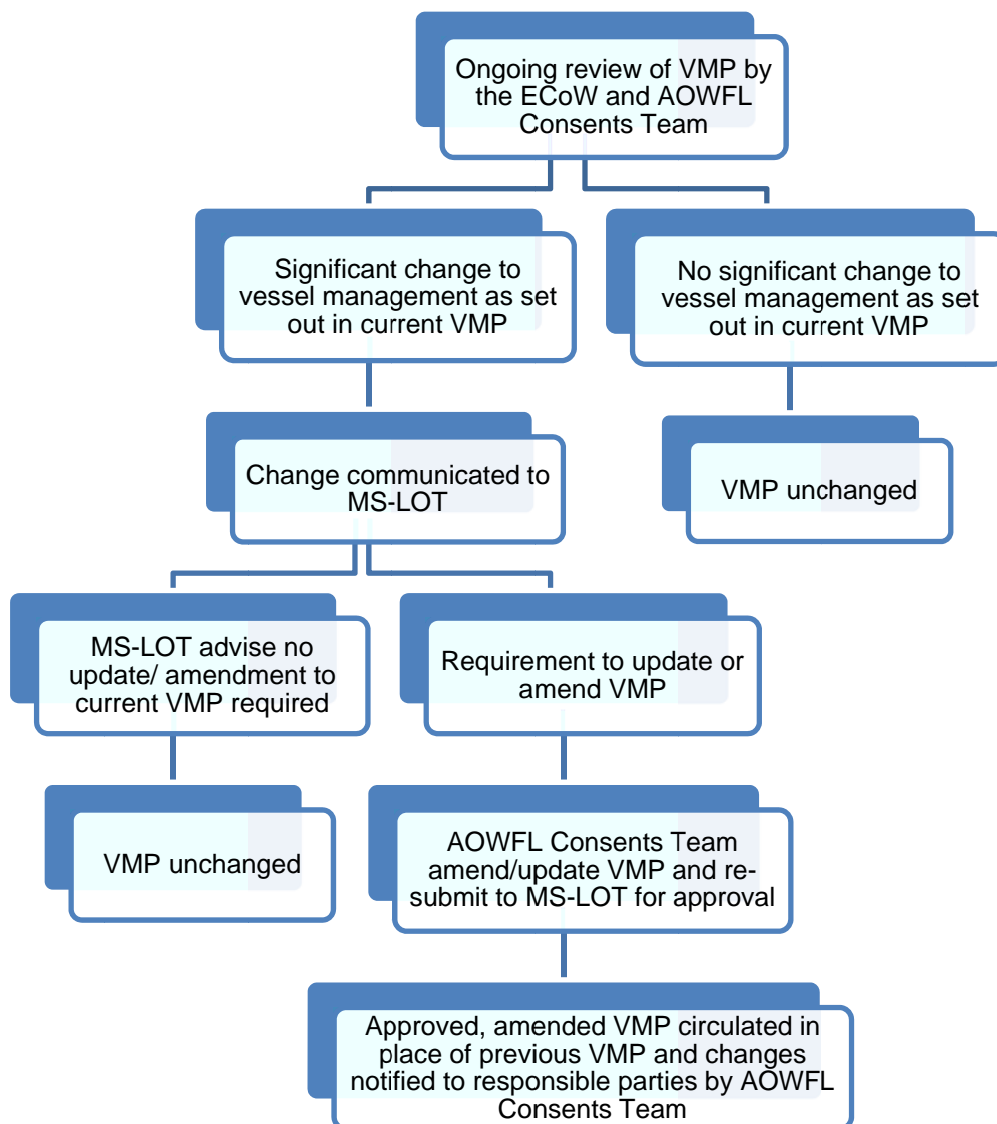 Ongoing review of VMP by
the ECoW and AOWFL
Consents Team
Significant change to
vessel management as set
out in current VMP
No significant change to
vessel management as set
out in current VMP
Change communicated to
MS-LOT
VMP unchanged
MS-LOT advise no
update/ amendment to
current VMP required
Requirement to update or
amend VMP
VMP unchanged
AOWFL Consents Team
amend/update VMP and re-
submit to MS-LOT for approval
Approved, amended VMP circulated in
place of previous VMP and changes
notified to responsible parties by AOWFL
Consents Team